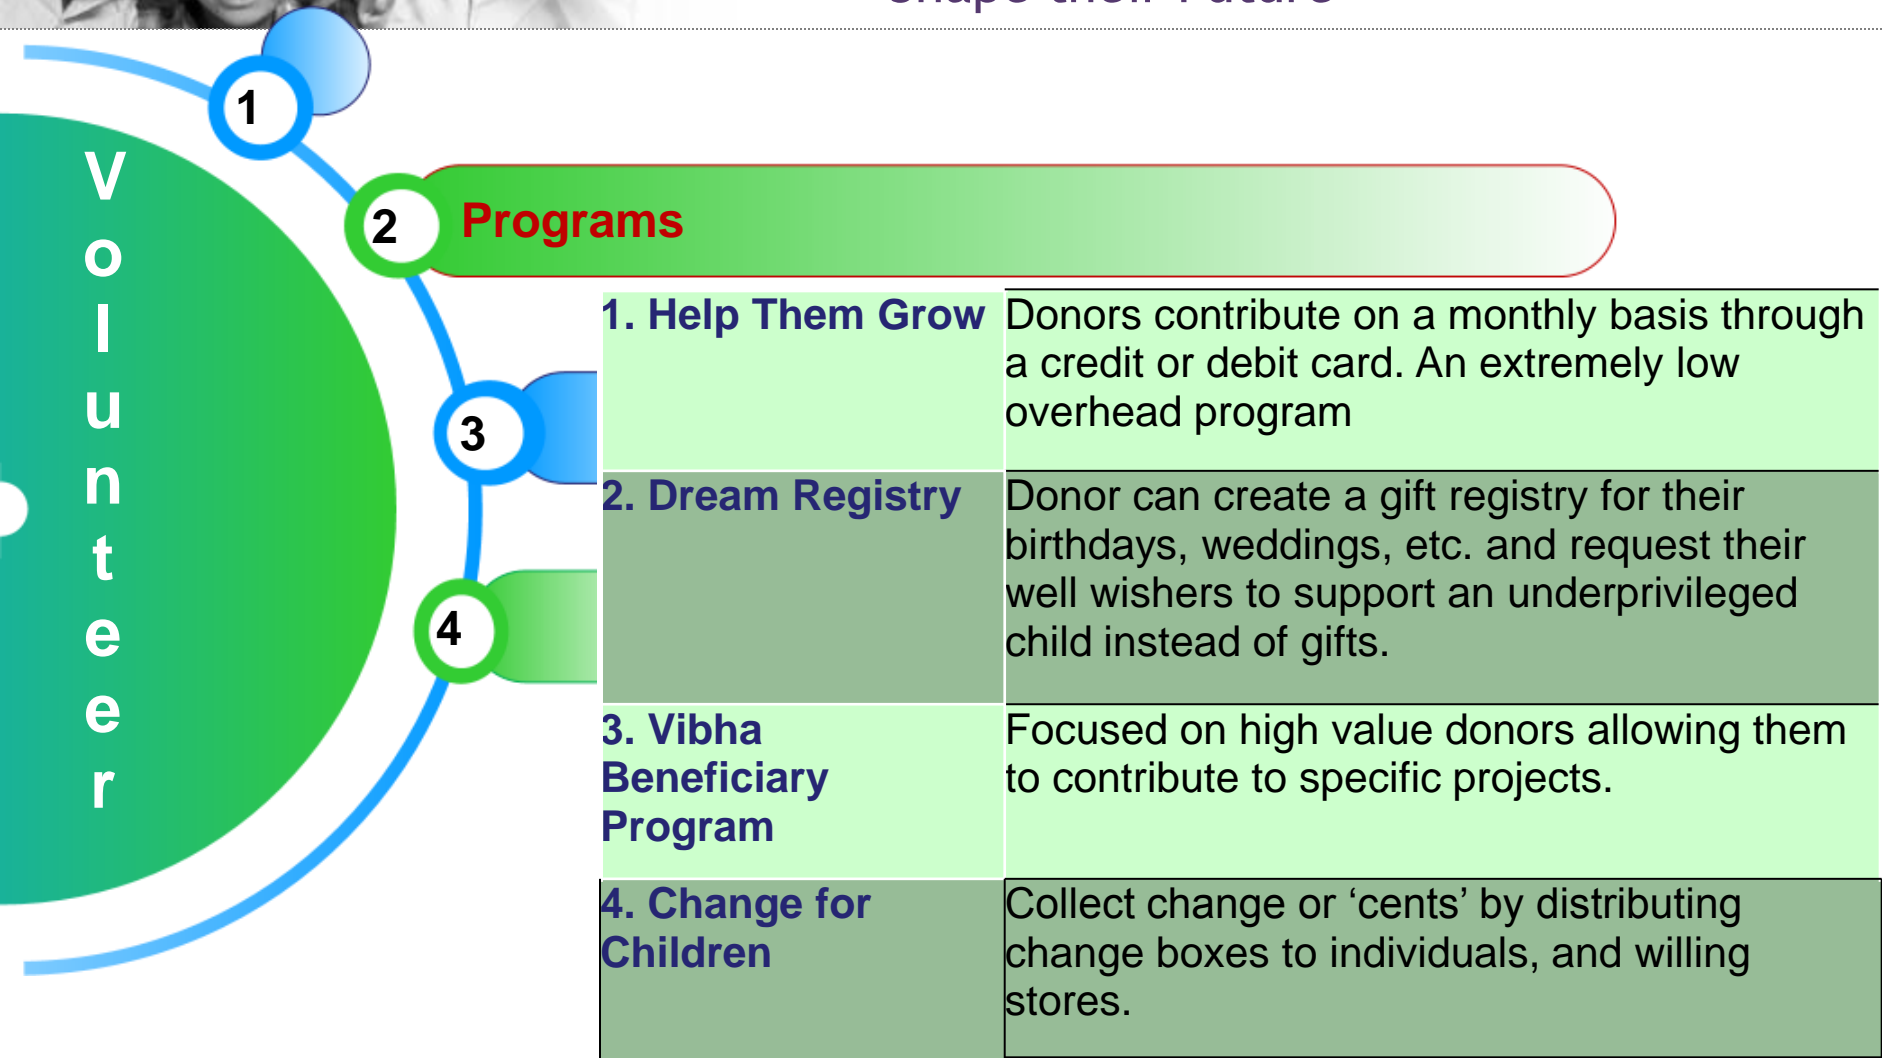 Shape their Future
1
Volunteer
2
Programs
3
4
1. Help Them Grow
Donors contribute on a monthly basis through
a credit or debit card. An extremely low
overhead program
2. Dream Registry
Donor can create a gift registry for their
birthdays, weddings, etc. and request their
well wishers to support an underprivileged
child instead of gifts.
3. Vibha
Beneficiary
Program
Focused on high value donors allowing them
to contribute to specific projects.
4. Change for
Children
Collect change or ‘cents’ by distributing
change boxes to individuals, and willing
stores.